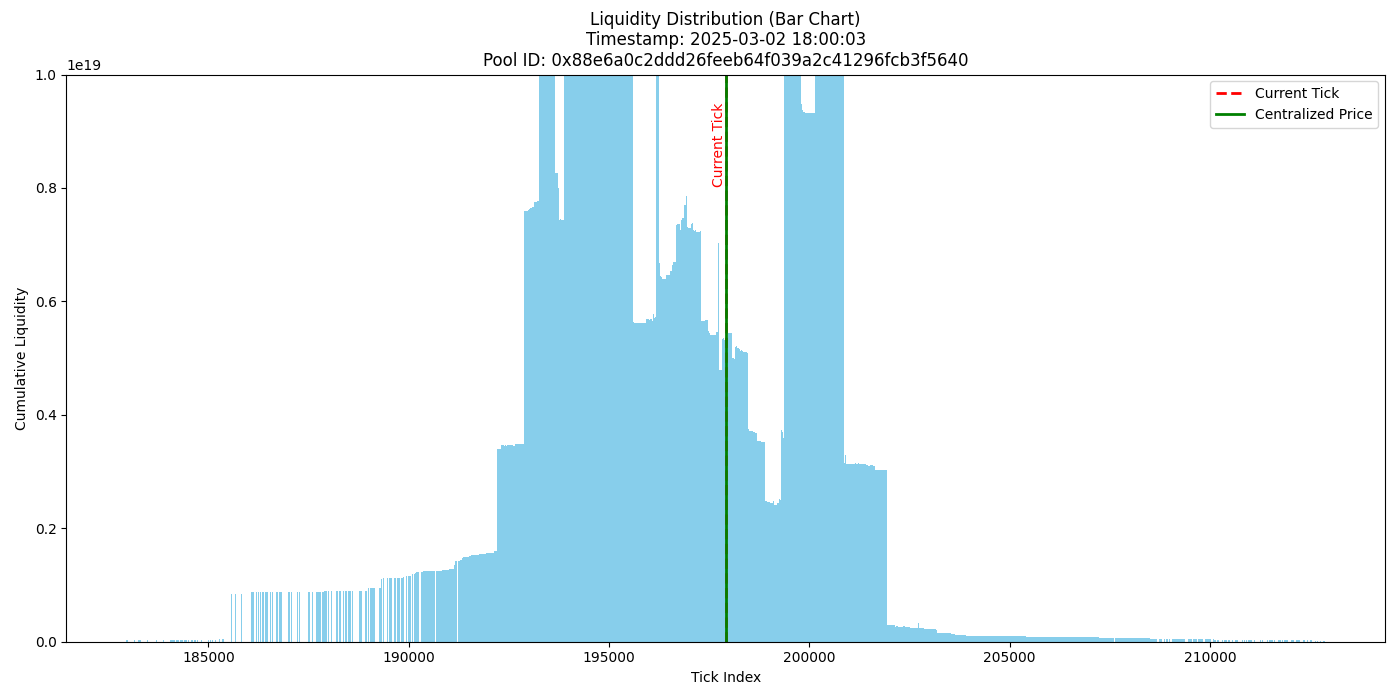 Liquidity Distribution (Bar Chart)
Timestamp: 2025-03-02 18:00:03
Pool ID: 0x88e6a0c2ddd26feeb64f039a2c41296fcb3f5640
1e19
1.0
0.8
0.6
0.4
0.2
0.0
Cumulative Liquidity
Current Tick
Current Tick
Centralized Price
185000
190000
195000
200000
205000
210000
Tick Index